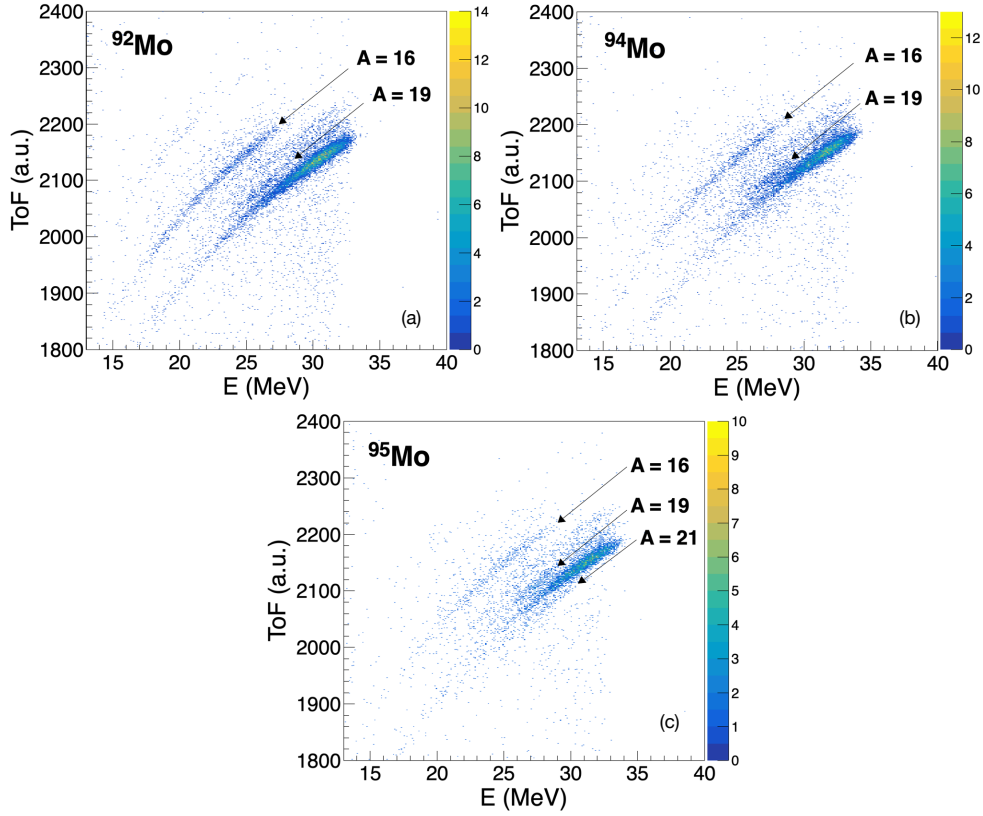 ⁹²Mo
A = 16
A = 19
(a)
ToF (a.u.)
2400
2300
2200
2100
2000
1900
1800
15 20 25 30 35 40
E (MeV)
14
12
10
8
6
4
2
0
⁹⁴Mo
A = 16
A = 19
(b)
ToF (a.u.)
2400
2300
2200
2100
2000
1900
1800
15 20 25 30 35 40
E (MeV)
12
10
8
6
4
2
0
⁹⁵Mo
A = 16
A = 19
A = 21
(c)
ToF (a.u.)
2400
2300
2200
2100
2000
1900
1800
15 20 25 30 35 40
E (MeV)
10
9
8
7
6
5
4
3
2
1
0